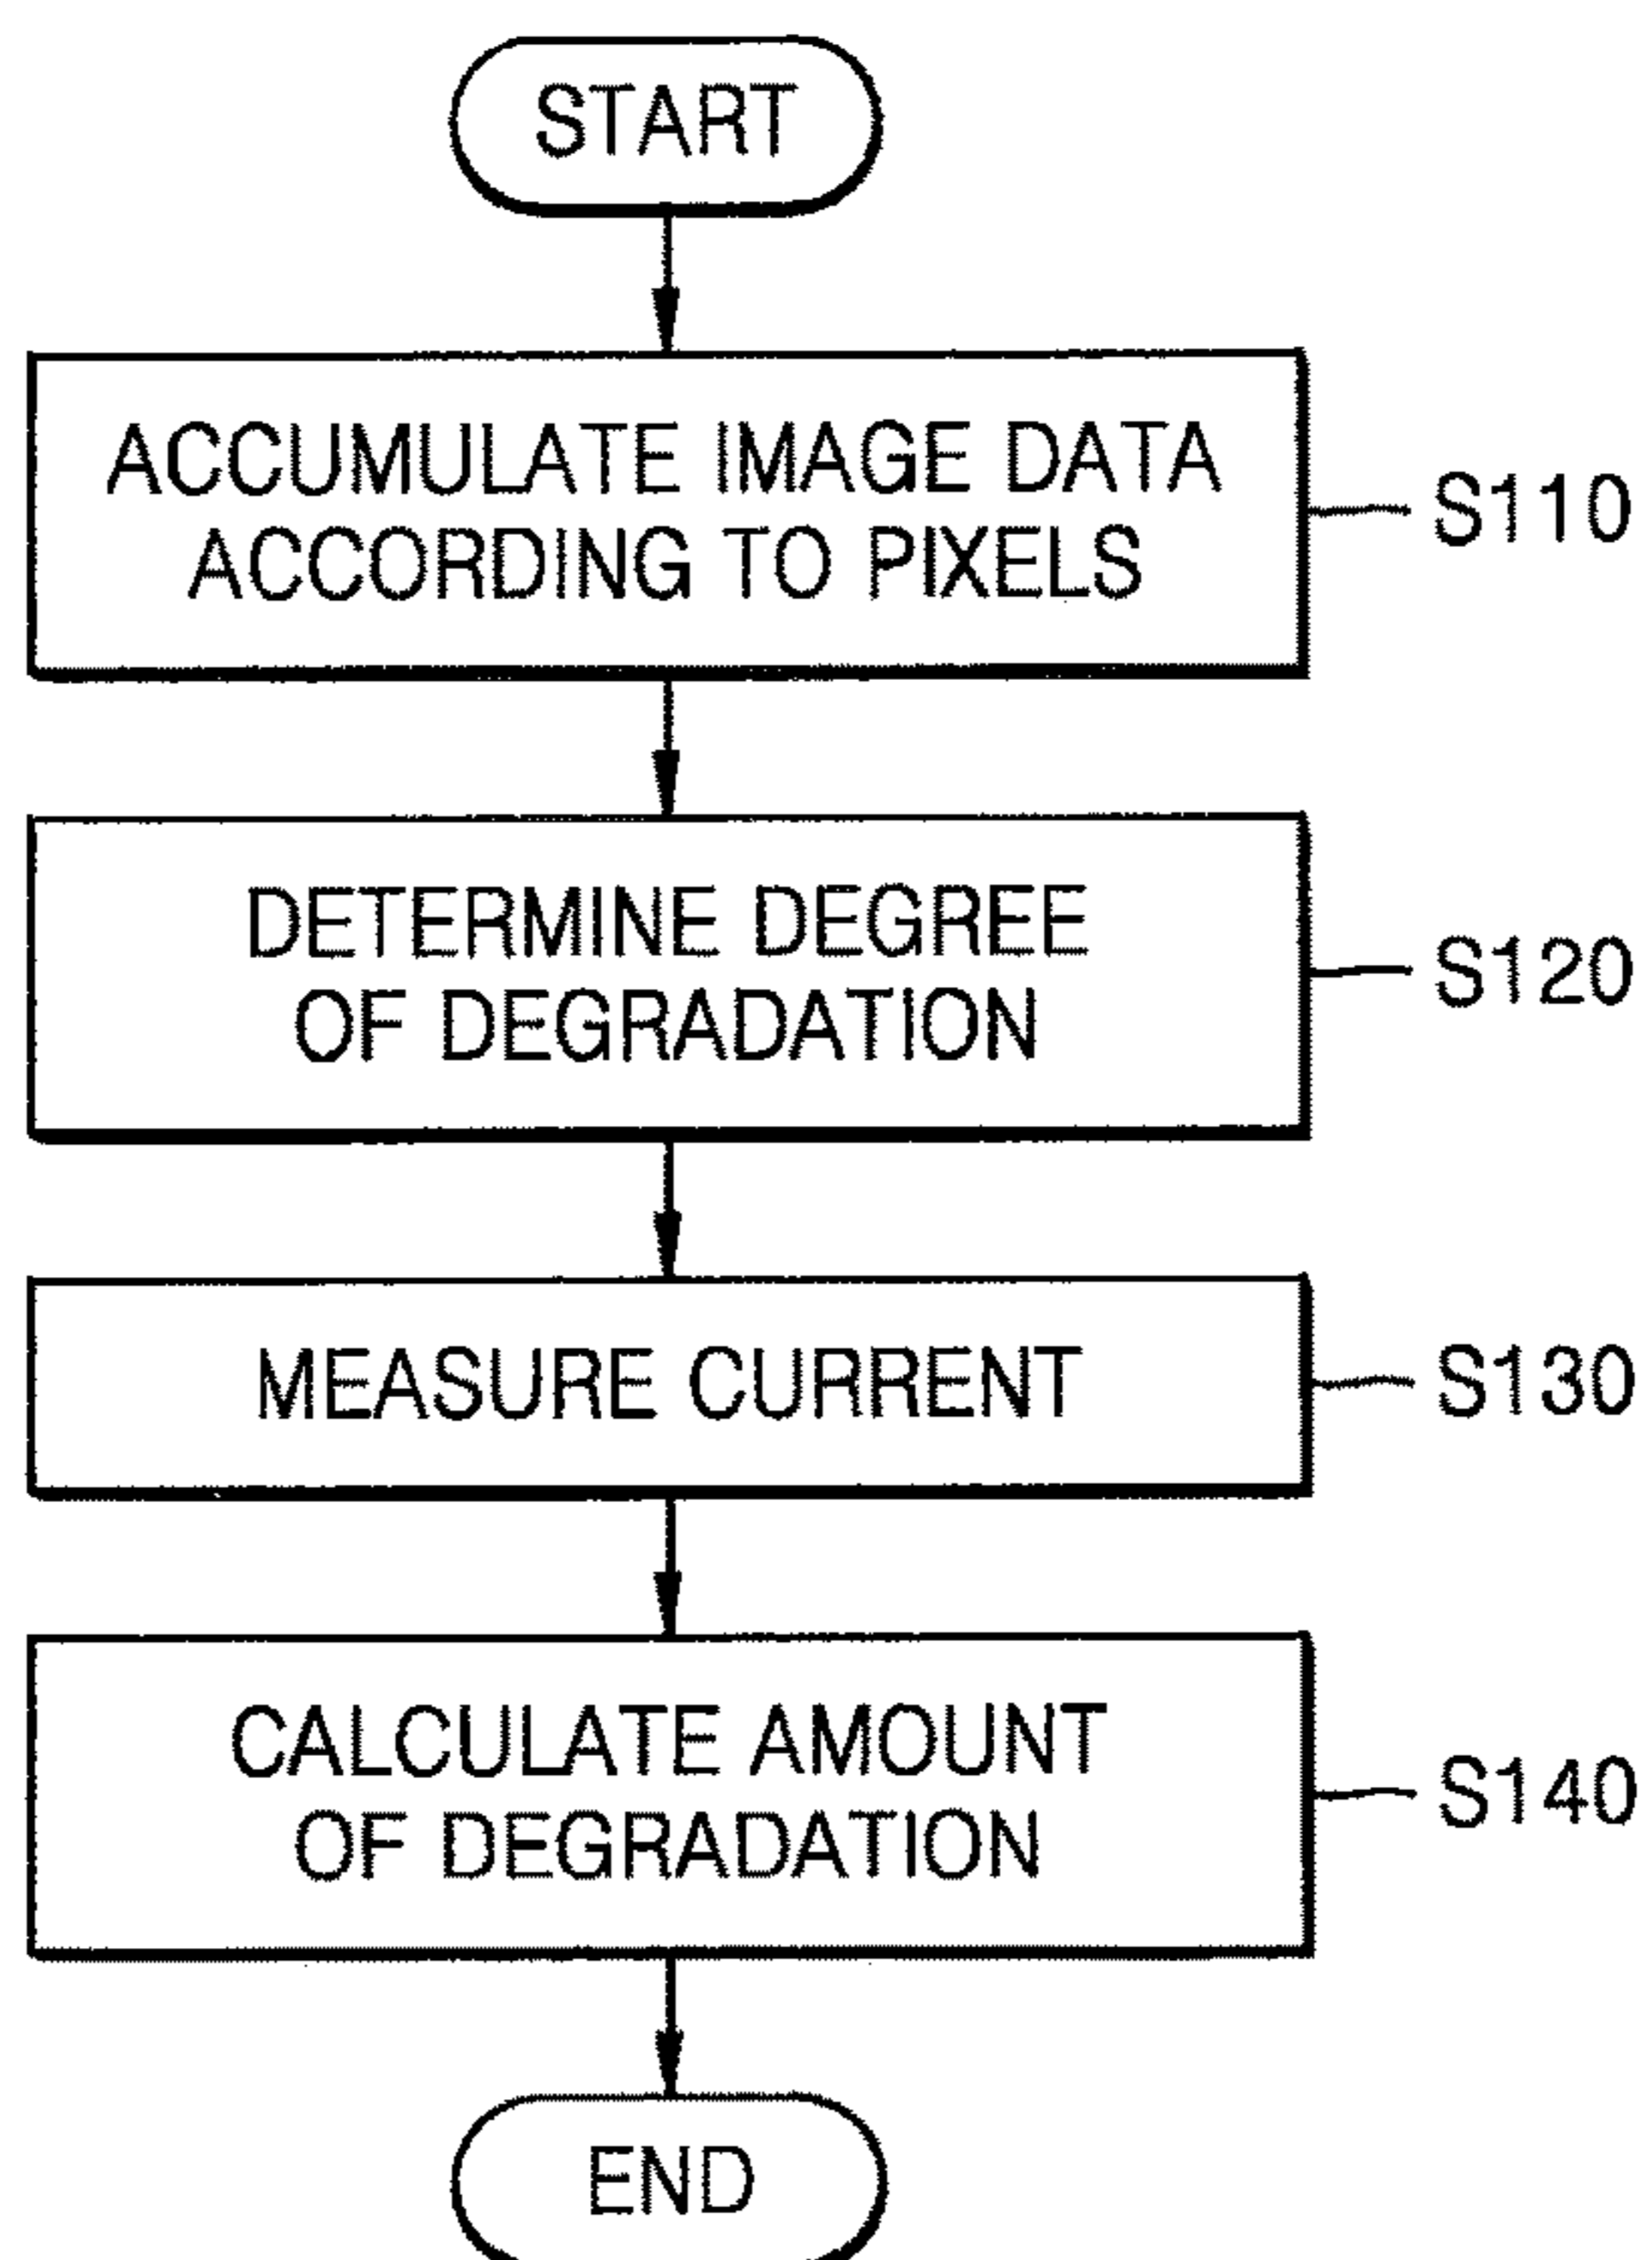 START
ACCUMULATE IMAGE DATA
ACCORDING TO PIXELS
S110
DETERMINE DEGREE
OF DEGRADATION
S120
MEASURE CURRENT
S130
CALCULATE AMOUNT
OF DEGRADATION
S140
END